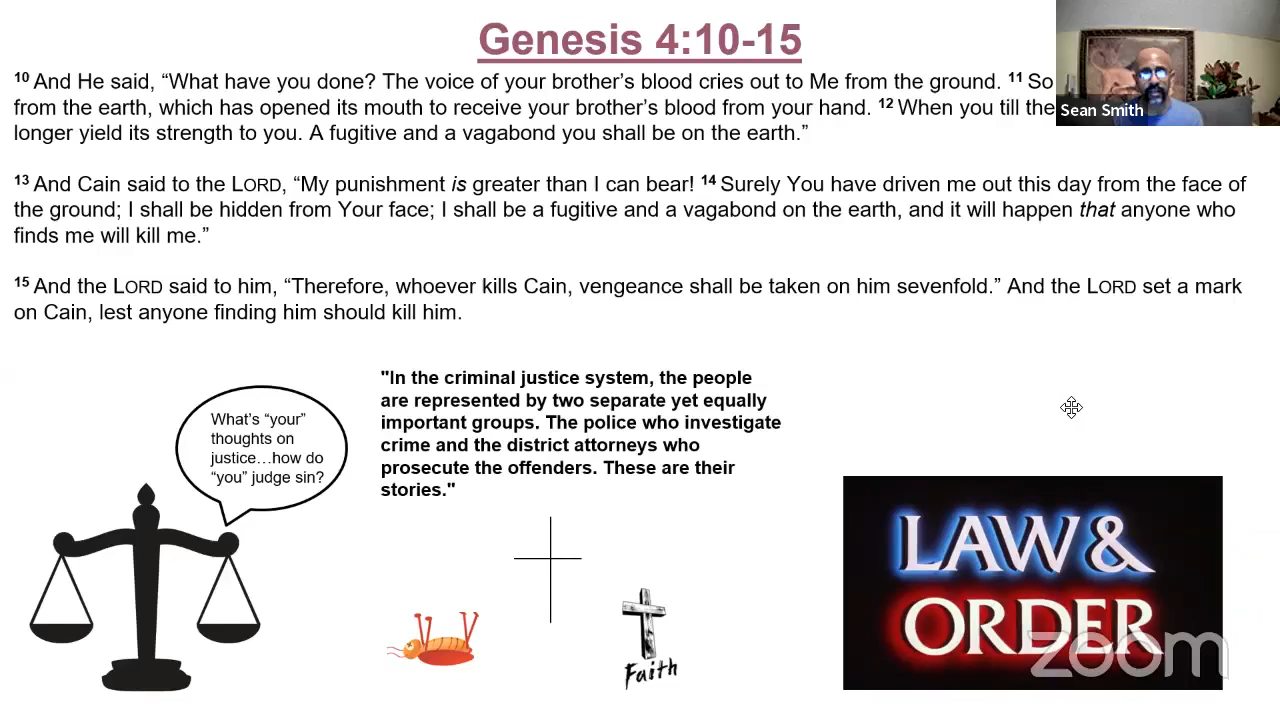 Genesis 4:10-15
10 And He said, “What have you done? The voice of your brother’s blood cries out to Me from the ground. 11 So
from the earth, which has opened its mouth to receive your brother’s blood from your hand. 12 When you till the
longer yield its strength to you. A fugitive and a vagabond you shall be on the earth.”
Sean Smith
13 And Cain said to the LORD, “My punishment is greater than I can bear! 14 Surely You have driven me out this day from the face of
the ground; I shall be hidden from Your face; I shall be a fugitive and a vagabond on the earth, and it will happen that anyone who
finds me will kill me.”
15 And the LORD said to him, “Therefore, whoever kills Cain, vengeance shall be taken on him sevenfold.” And the LORD set a mark
on Cain, lest anyone finding him should kill him.
What’s “your”
thoughts on
justice…how do
“you” judge sin?
"In the criminal justice system, the people
are represented by two separate yet equally
important groups. The police who investigate
crime and the district attorneys who
prosecute the offenders. These are their
stories."
Faith
LAW &
ORDER
zoom